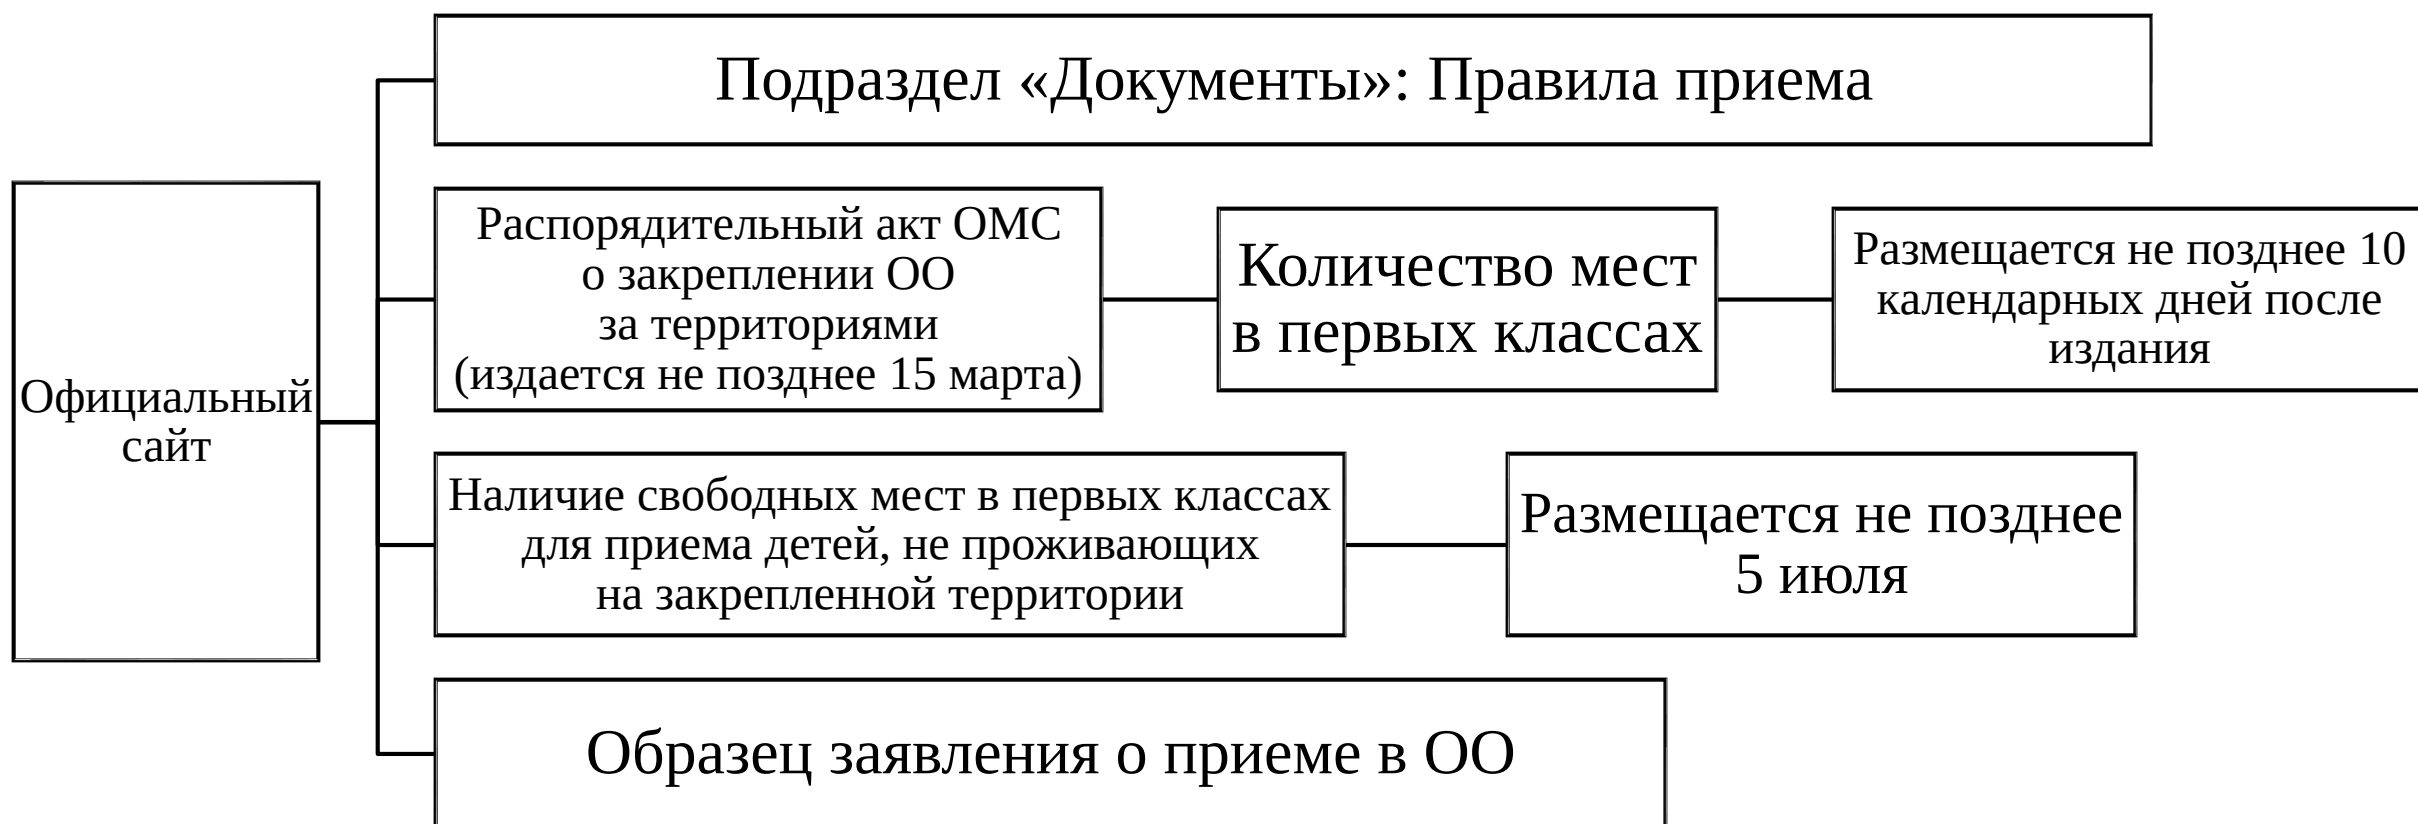 Подраздел «Документы»: Правила приема
Официальный
сайт
Распорядительный акт ОМС
о закреплении ОО
за территориями
(издается не позднее 15 марта)
Количество мест
в первых классах
Размещается не позднее 10
календарных дней после
издания
Наличие свободных мест в первых классах
для приема детей, не проживающих
на закрепленной территории
Размещается не позднее
5 июля
Образец заявления о приеме в ОО